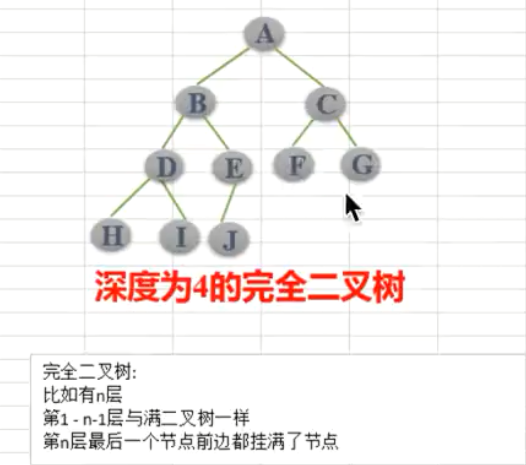 A
B C
D E F G
H I J
深度为4的完全二叉树
完全二叉树:
比如有n层
第1 - n-1层与满二叉树一样
第n层最后一个节点前边都挂满了节点